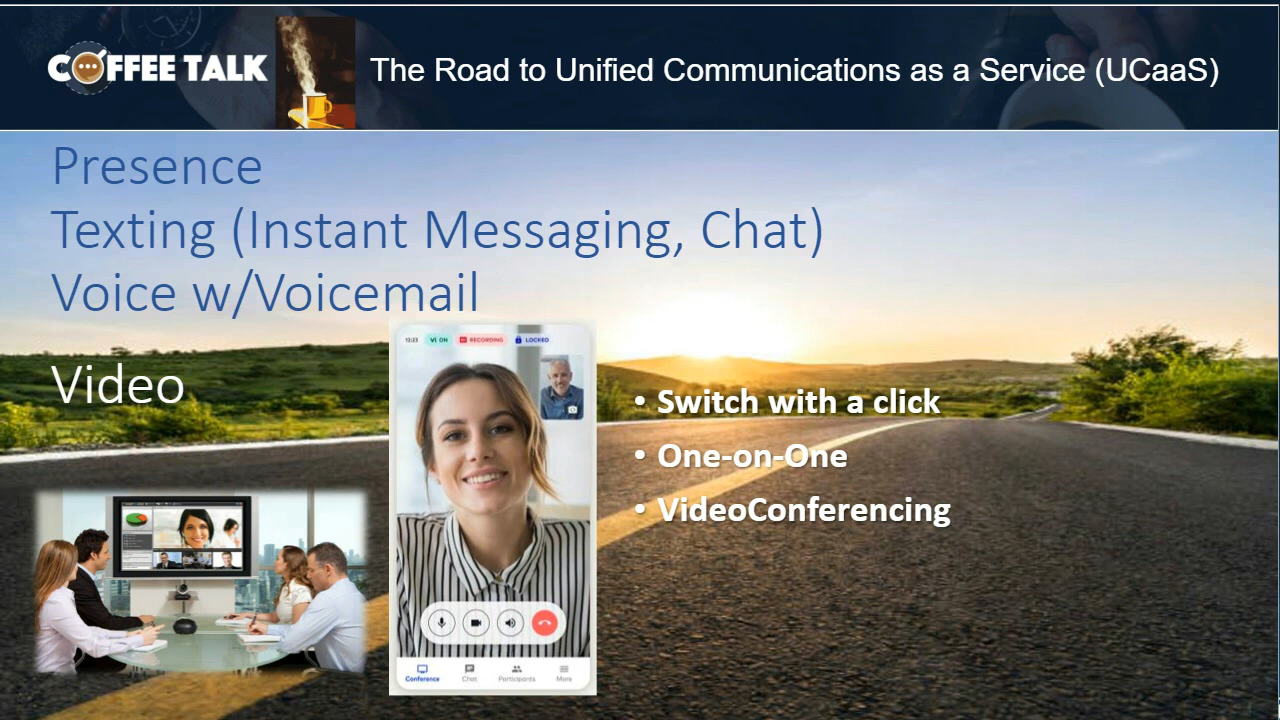 COFFEE TALK
The Road to Unified Communications as a Service (UCaaS)
Presence
Texting (Instant Messaging, Chat)
Voice w/Voicemail
Video
12:23 VI ON RECORDING LOCKED
• Switch with a click
• One-on-One
• VideoConferencing
Conference Chat Participants More